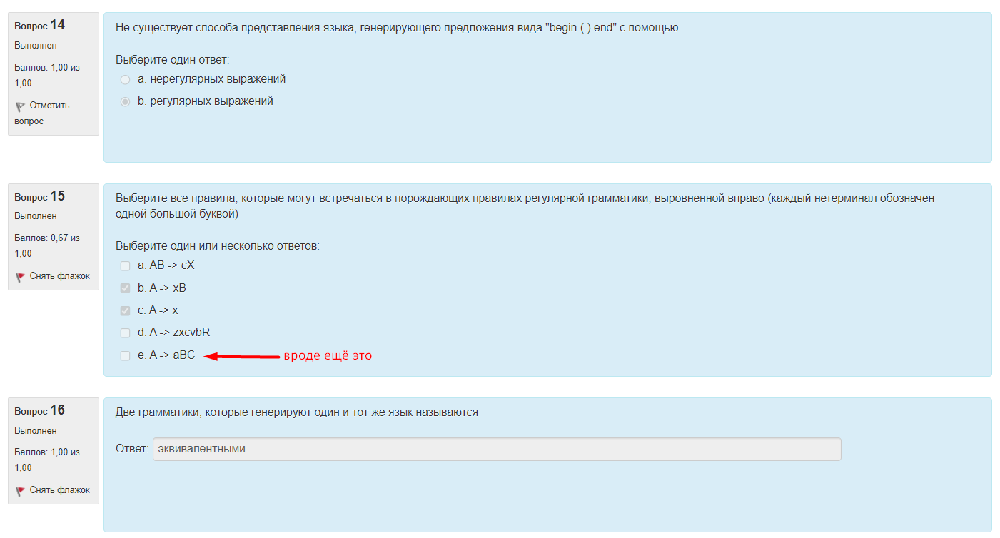 Вопрос 14
Выполнен
Баллов: 1,00 из
1,00
Отметить
вопрос
Не существует способа представления языка, генерирующего предложения вида "begin ( ) end" с помощью
Выберите один ответ:
a. нерегулярных выражений
b. регулярных выражений
Вопрос 15
Выполнен
Баллов: 0,67 из
1,00
Снять флажок
Выберите все правила, которые могут встречаться в порождающих правилах регулярной грамматики, выровненной вправо (каждый нетерминал обозначен
одной большой буквой)
Выберите один или несколько ответов:
a. AB -> cX
b. A -> xB
c. A -> x
d. A -> zxcvbR
e. A -> aBC
вроде ещё это
Вопрос 16
Выполнен
Баллов: 1,00 из
1,00
Снять флажок
Две грамматики, которые генерируют один и тот же язык называются
Ответ: эквивалентными